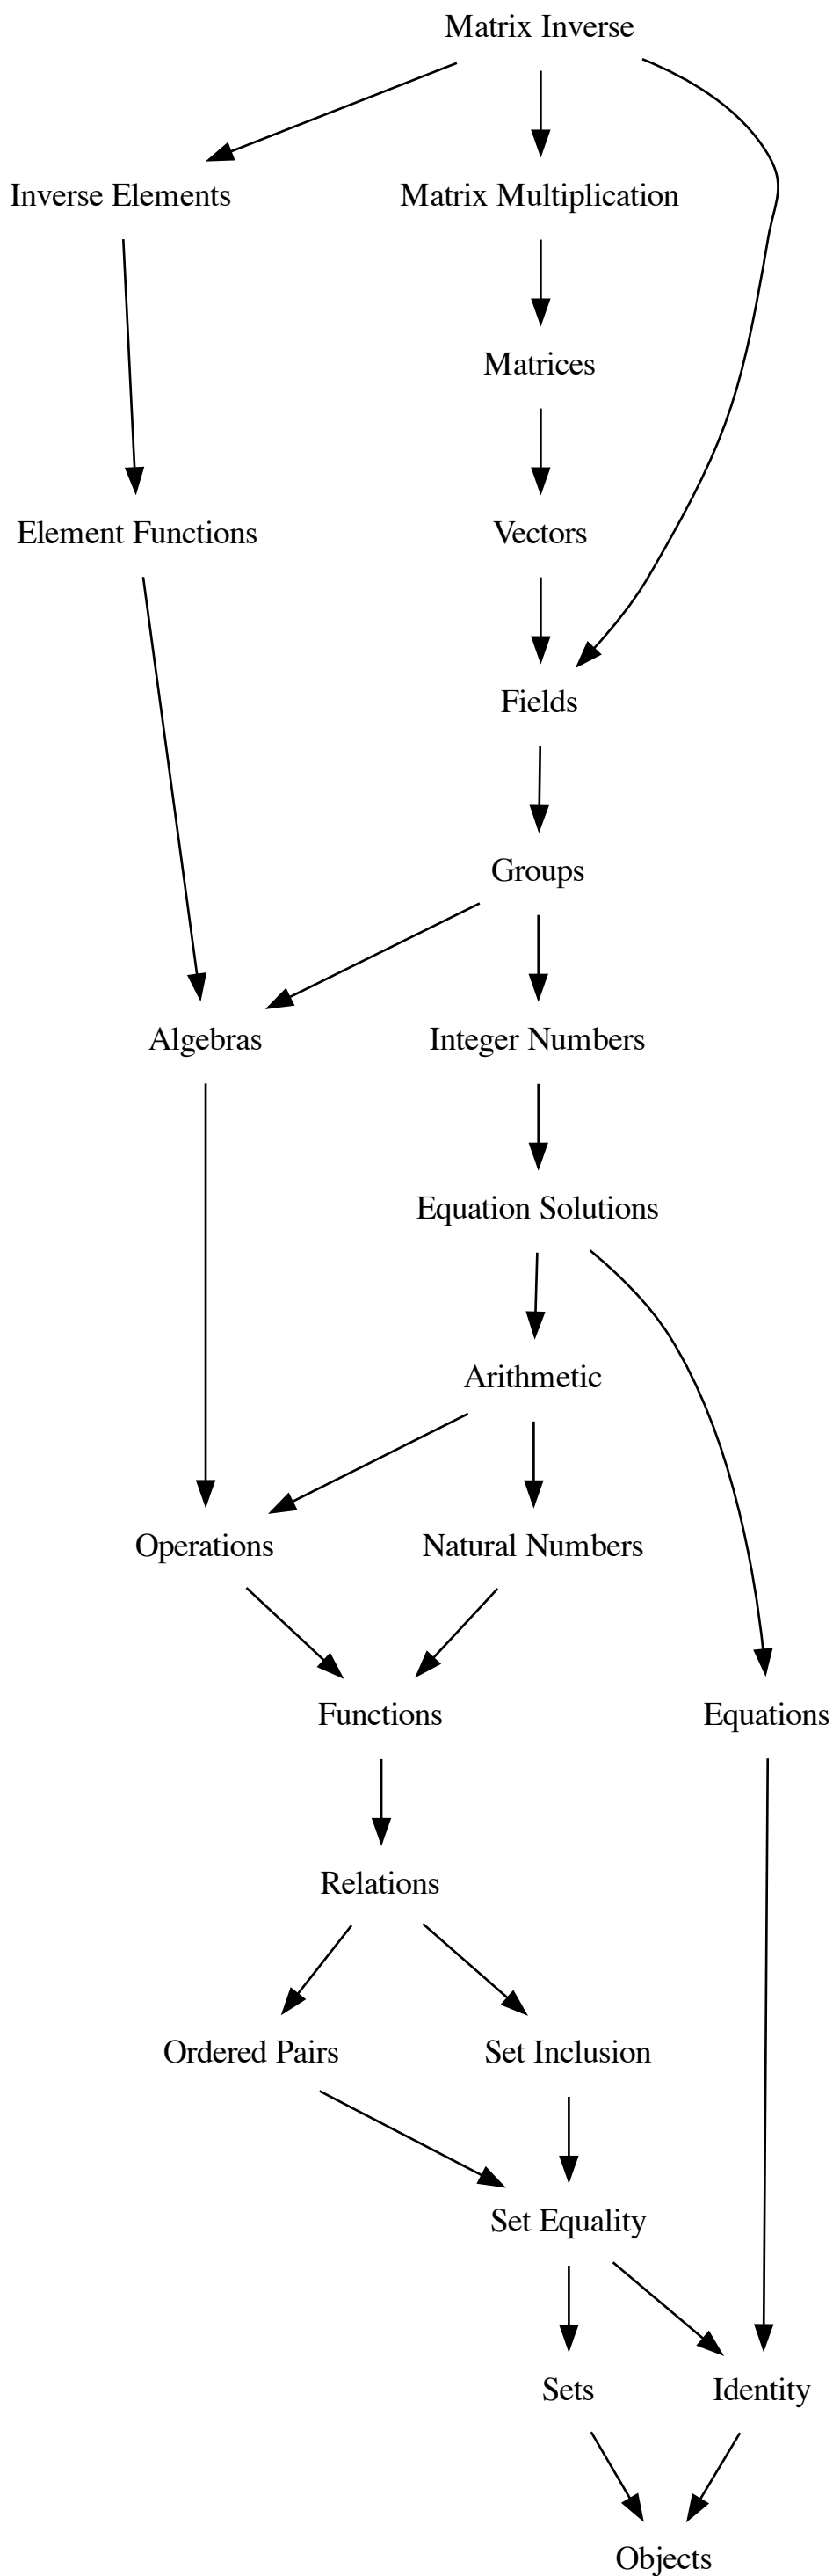 Matrix Inverse
Inverse Elements
Matrix Multiplication
Matrices
Element Functions
Vectors
Fields
Groups
Algebras
Integer Numbers
Equation Solutions
Arithmetic
Operations
Natural Numbers
Functions
Equations
Relations
Ordered Pairs
Set Inclusion
Set Equality
Sets
Identity
Objects